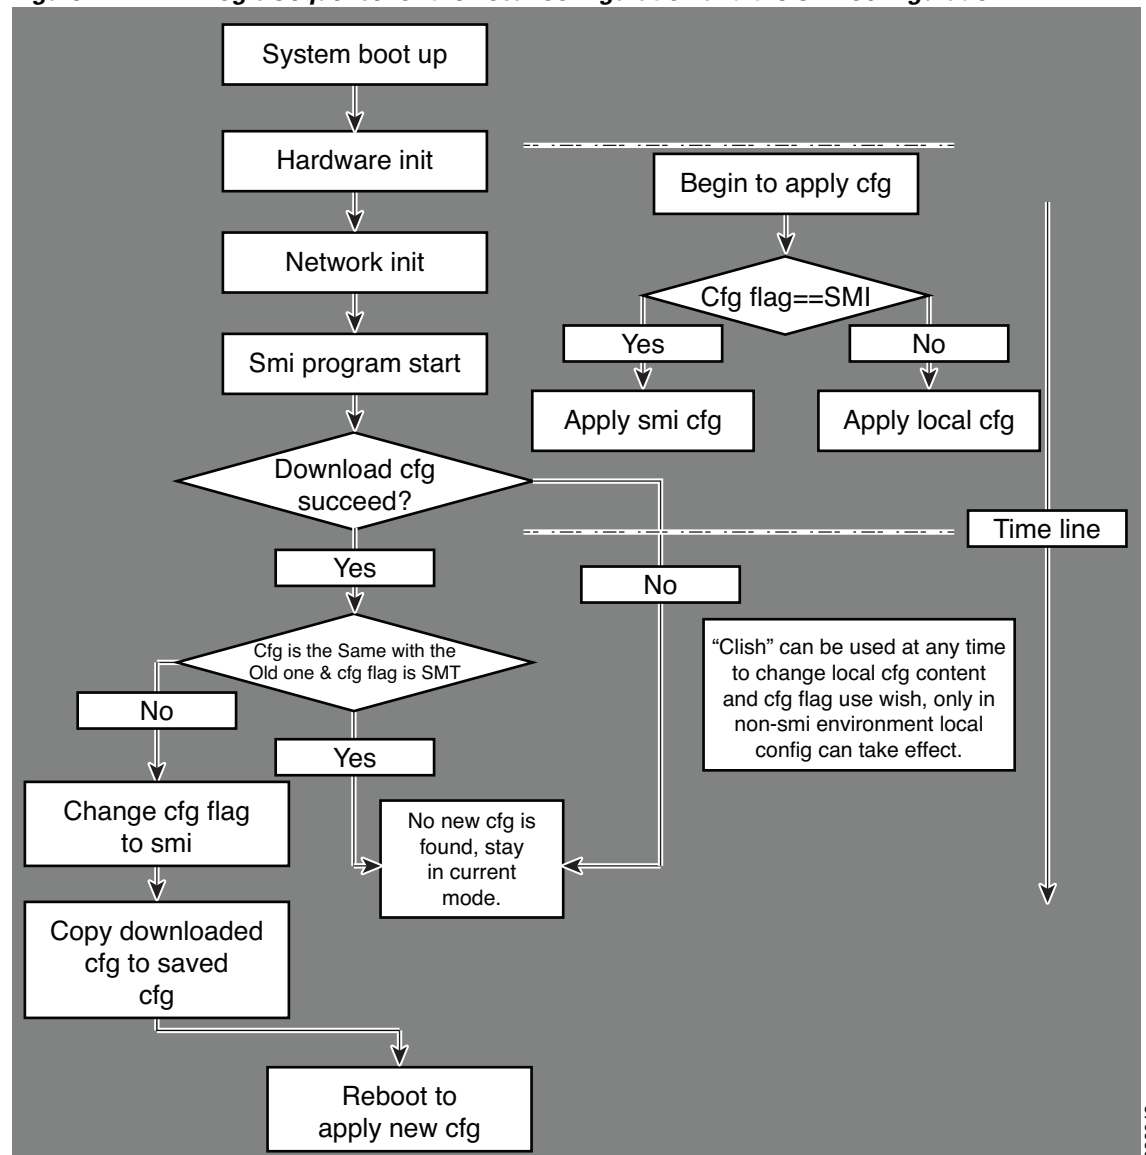 System boot up
Hardware init
Network init
Smi program start
Download cfg
succeed?
Yes
No
Cfg is the Same with the
Old one & cfg flag is SMT
No
Yes
Change cfg flag
to smi
Copy downloaded
cfg to saved
cfg
No new cfg is
found, stay
in current
mode.
Reboot to
apply new cfg
Begin to apply cfg
Cfg flag==SMI
Yes
No
Apply smi cfg
Apply local cfg
Time line
“Clish” can be used at any time
to change local cfg content
and cfg flag use wish, only in
non-smi environment local
config can take effect.